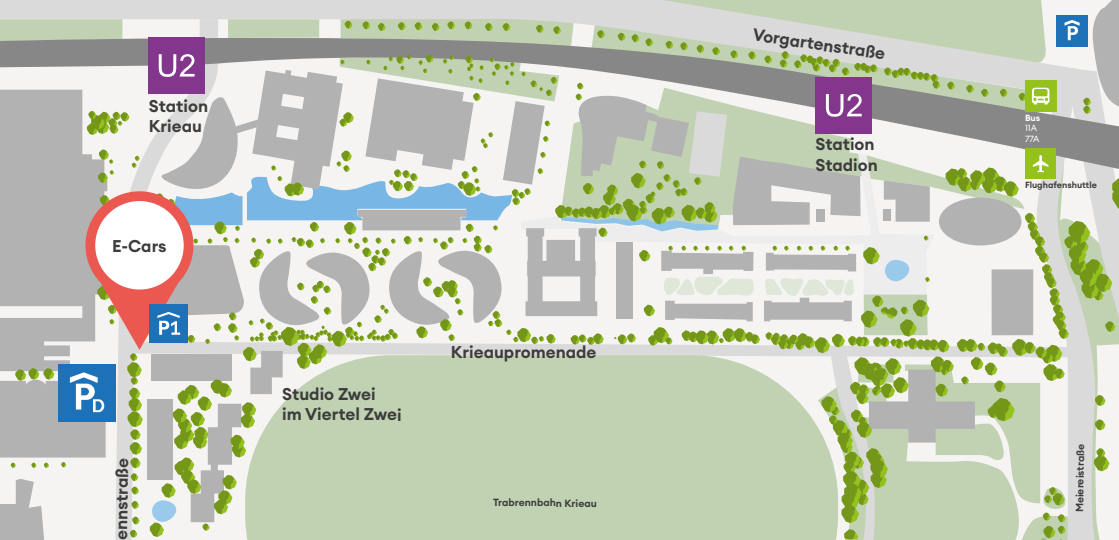 Vorgartenstraße
P
U2
Station
Krieau
U2
Station
Stadion
Bus
11A
77A
Flughafenshuttle
E-Cars
P1
Krieaupromenade
PD
Studio Zwei
im Viertel Zwei
ennstraße
Trabrennbahn Krieau
Meiereistraße